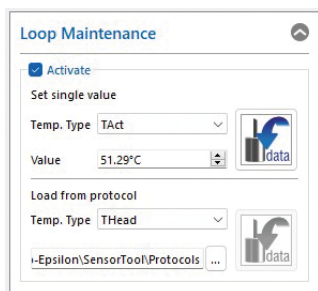 Loop Maintenance
Activate
Set single value
Temp. Type TAct
Value 51.29°C
data
Load from protocol
Temp. Type THead
-Epsilon\SensorTool\Protocols ...
data